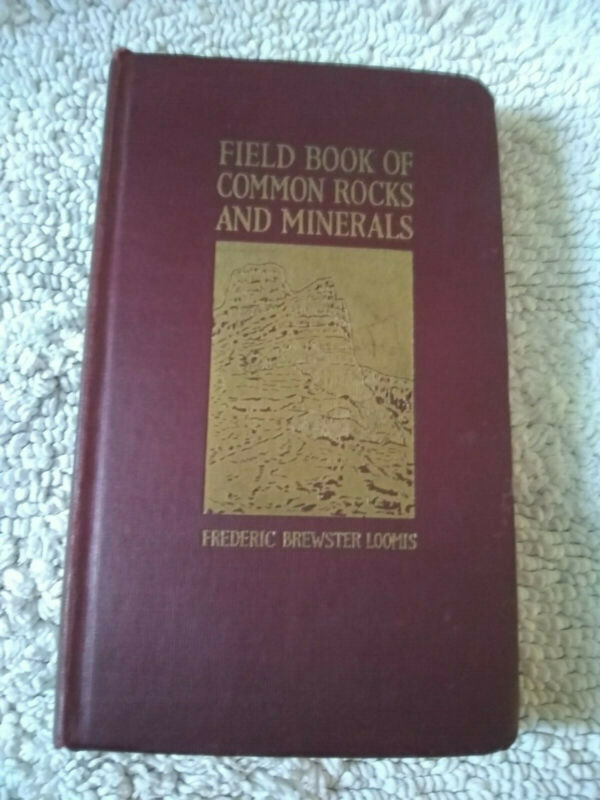 FIELD BOOK OF
COMMON ROCKS
AND MINERALS
FREDERIC BREWSTER LOOMIS